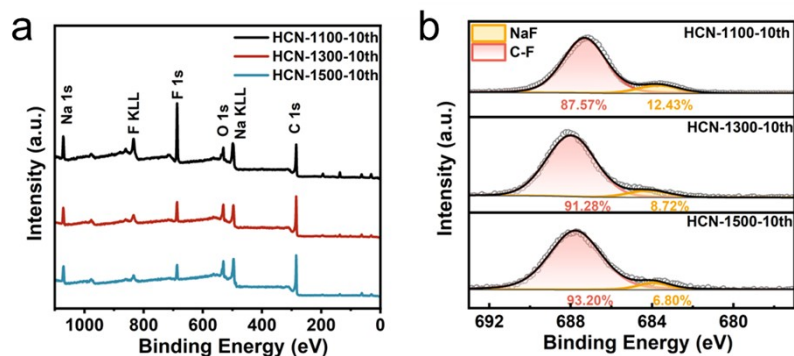 a
HCN-1100-10th
HCN-1300-10th
HCN-1500-10th
Na 1s
F KLL
F 1s
O 1s
Na KLL
C 1s
Intensity (a.u.)
1000 800 600 400 200 0
Binding Energy (eV)
b
NaF
C-F
HCN-1100-10th
87.57% 12.43%
HCN-1300-10th
91.28% 8.72%
HCN-1500-10th
93.20% 6.80%
Intensity (a.u.)
692 688 684 680
Binding Energy (eV)